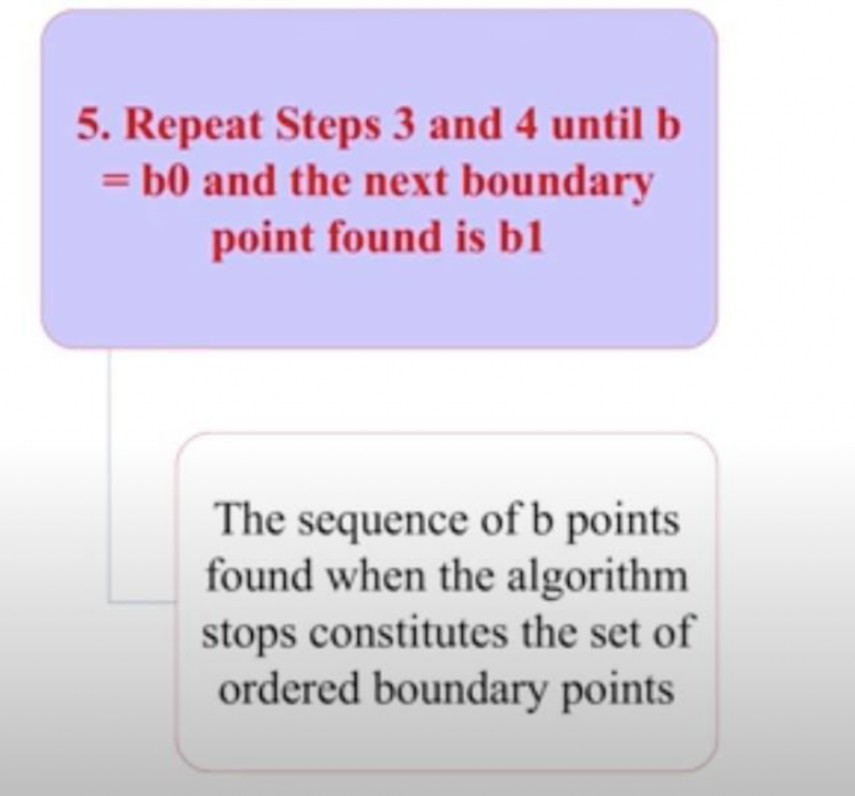 5. Repeat Steps 3 and 4 until b
= b0 and the next boundary
point found is b1
The sequence of b points
found when the algorithm
stops constitutes the set of
ordered boundary points